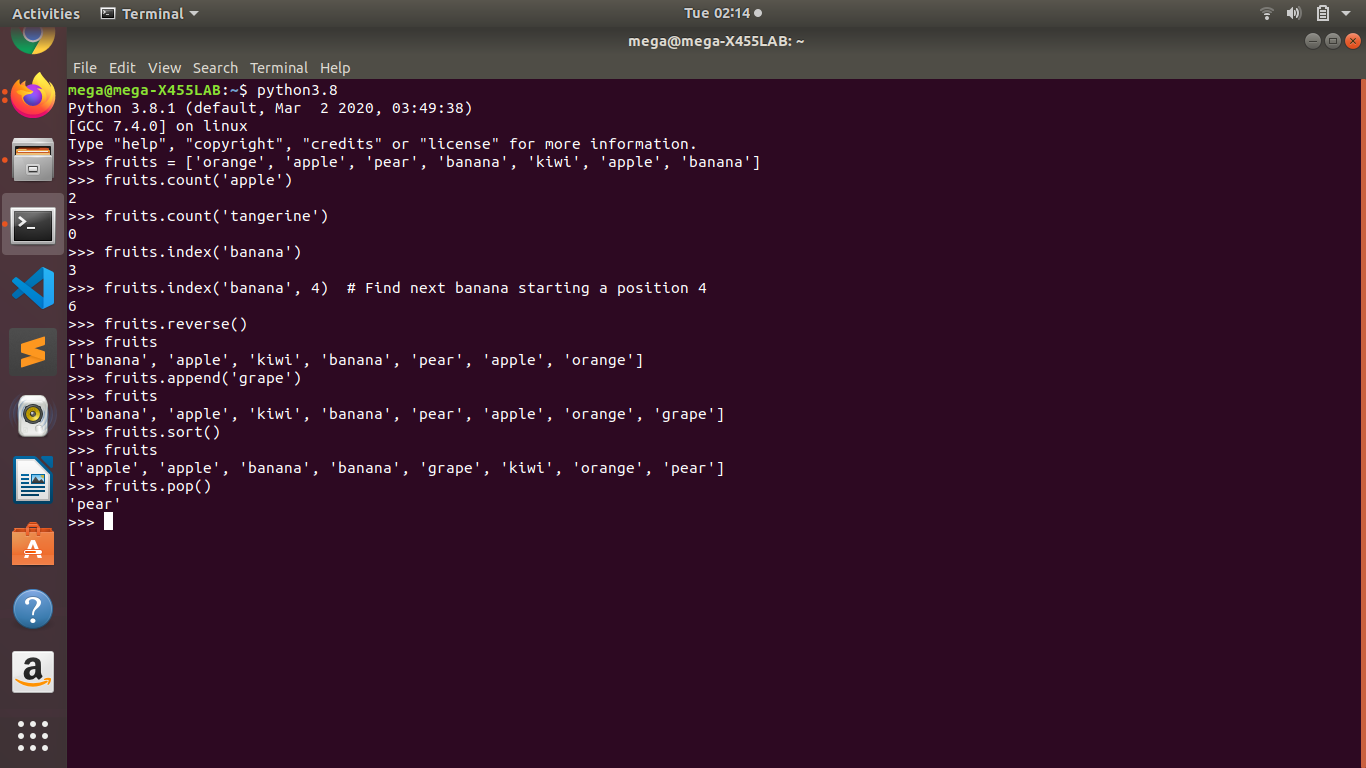 Activities Terminal Tue 02:14
mega@mega-X455LAB: ~
File Edit View Search Terminal Help
mega@mega-X455LAB:~$ python3.8
Python 3.8.1 (default, Mar  2 2020, 03:49:38)
[GCC 7.4.0] on linux
Type "help", "copyright", "credits" or "license" for more information.
>>> fruits = ['orange', 'apple', 'pear', 'banana', 'kiwi', 'apple', 'banana']
>>> fruits.count('apple')
2
>>> fruits.count('tangerine')
0
>>> fruits.index('banana')
3
>>> fruits.index('banana', 4)  # Find next banana starting a position 4
6
>>> fruits.reverse()
>>> fruits
['banana', 'apple', 'kiwi', 'banana', 'pear', 'apple', 'orange']
>>> fruits.append('grape')
>>> fruits
['banana', 'apple', 'kiwi', 'banana', 'pear', 'apple', 'orange', 'grape']
>>> fruits.sort()
>>> fruits
['apple', 'apple', 'banana', 'banana', 'grape', 'kiwi', 'orange', 'pear']
>>> fruits.pop()
'pear'
>>>